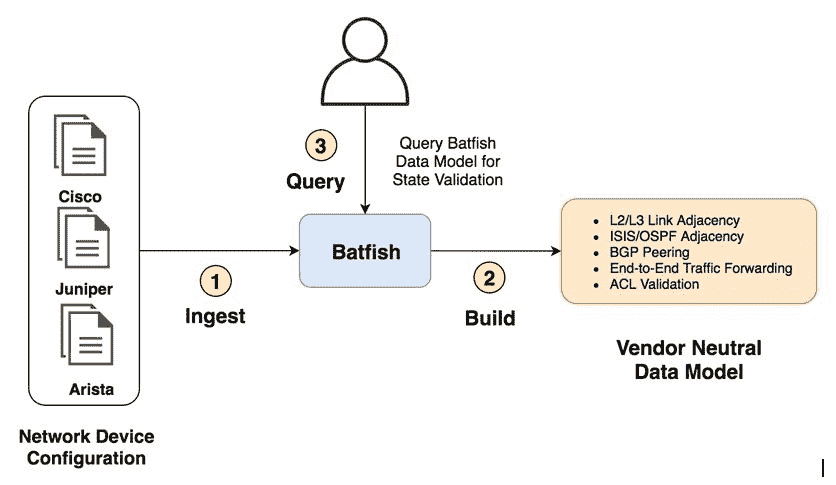 Cisco
Juniper
Arista
Network Device
Configuration
1
Ingest
3
Query
Query Batfish
Data Model for
State Validation
Batfish
2
Build
• L2/L3 Link Adjacency
• ISIS/OSPF Adjacency
• BGP Peering
• End-to-End Traffic Forwarding
• ACL Validation
Vendor Neutral
Data Model